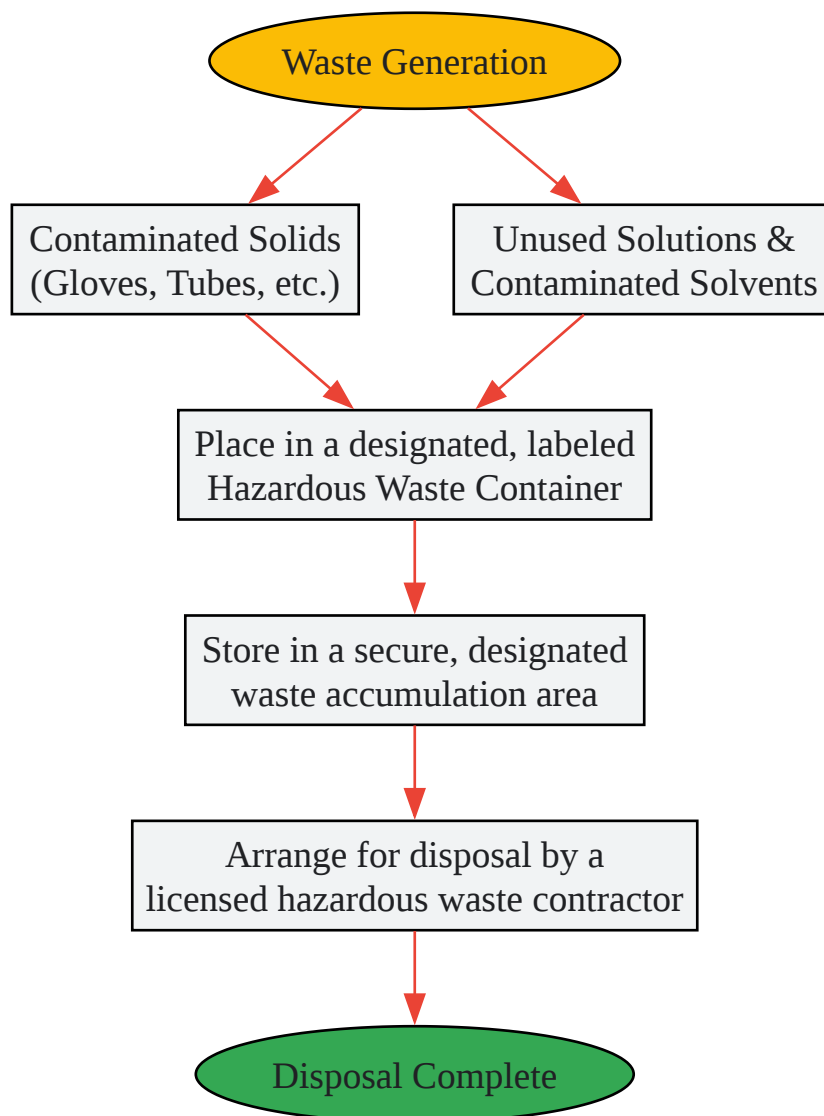 Waste Generation
Contaminated Solids
(Gloves, Tubes, etc.)
Unused Solutions &
Contaminated Solvents
Place in a designated, labeled
Hazardous Waste Container
Store in a secure, designated
waste accumulation area
Arrange for disposal by a
licensed hazardous waste contractor
Disposal Complete